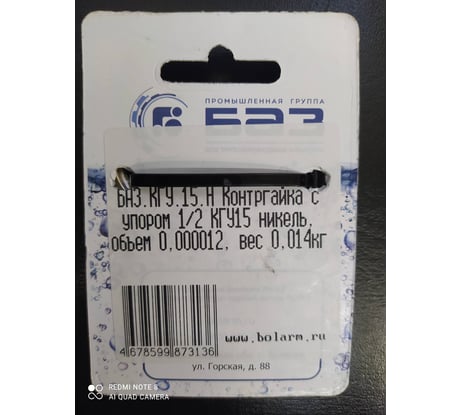 ПРОМЫШЛЕННАЯ ГРУППА
БАЗ
БАЗ.КГУ.15.Н Контргайка с
упором 1/2 КГУ15 никель,
объем 0,000012, вес 0,014кг
www.bolarm.ru
4 678599 873136
ул. Горская, д. 88
REDMI NOTE 8
AI QUAD CAMERA